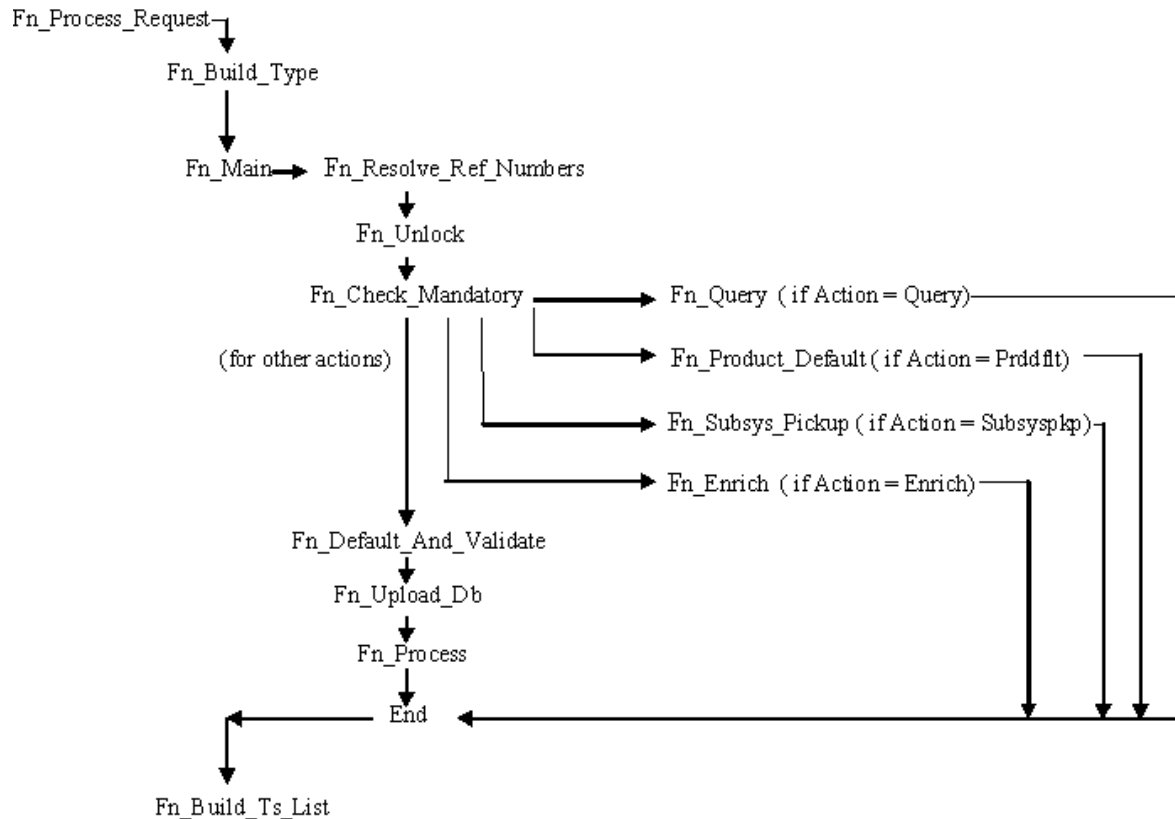 Fn_Process_Request
Fn_Build_Type
Fn_Main
Fn_Resolve_Ref_Numbers
Fn_Unlock
Fn_Check_Mandatory
Fn_Query ( if Action = Query)
(for other actions)
Fn_Product_Default ( if Action = Prddflt)
Fn_Subsys_Pickup ( if Action = Subsyspkp)
Fn_Enrich ( if Action = Enrich)
Fn_Default_And_Validate
Fn_Upload_Db
Fn_Process
End
Fn_Build_Ts_List